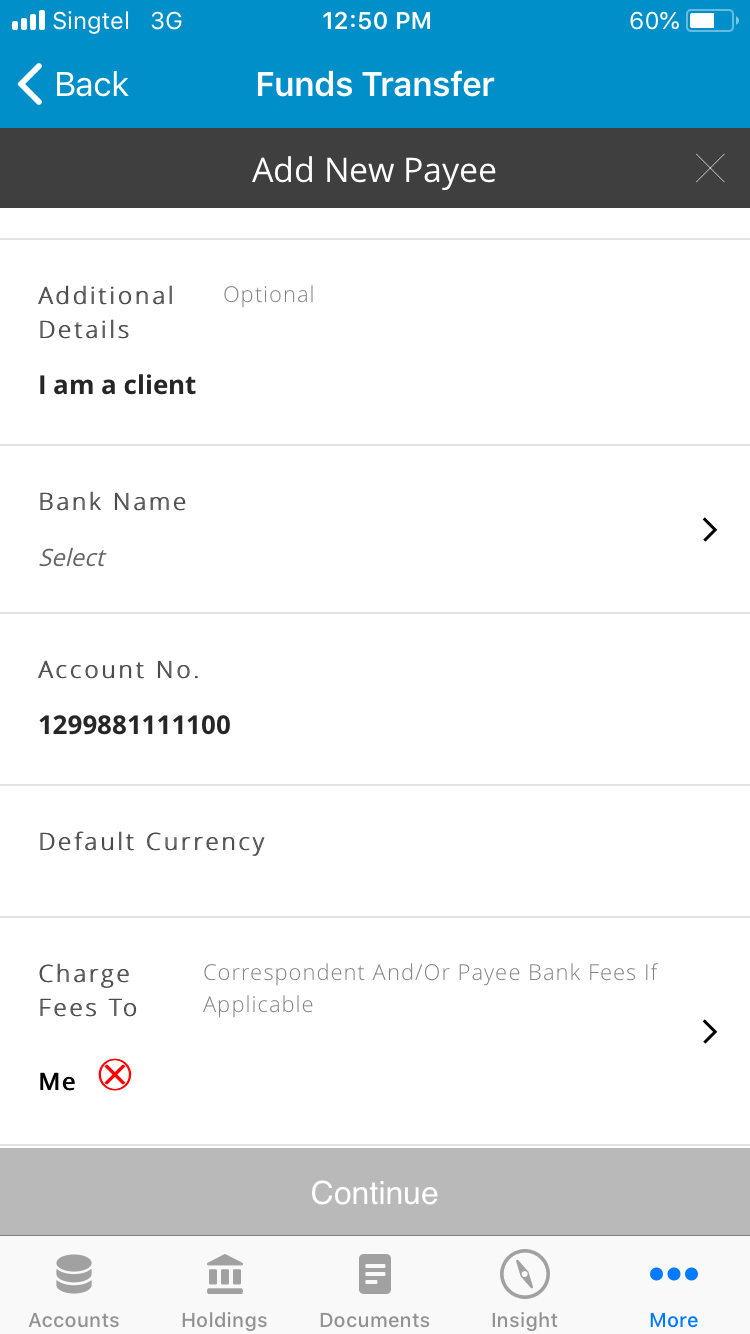 Singtel 3G 12:50 PM 60%
Back Funds Transfer
Add New Payee
Additional Optional
Details
I am a client
Bank Name
Select
Account No.
1299881111100
Default Currency
Charge Correspondent And/Or Payee Bank Fees If
Fees To Applicable
Me
Continue
Accounts Holdings Documents Insight More